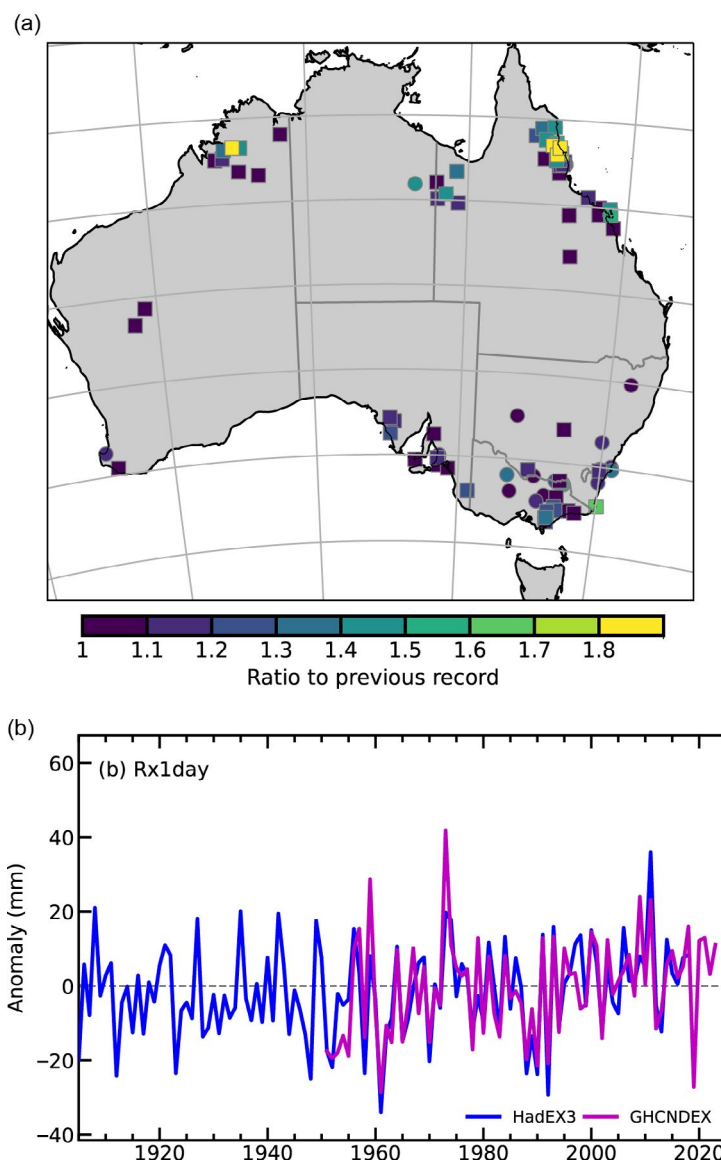 (a)
1 1.1 1.2 1.3 1.4 1.5 1.6 1.7 1.8
Ratio to previous record
(b)
(b) Rx1day
60
40
20
0
−20
−40
Anomaly (mm)
HadEX3 GHCNDEX
1920 1940 1960 1980 2000 2020